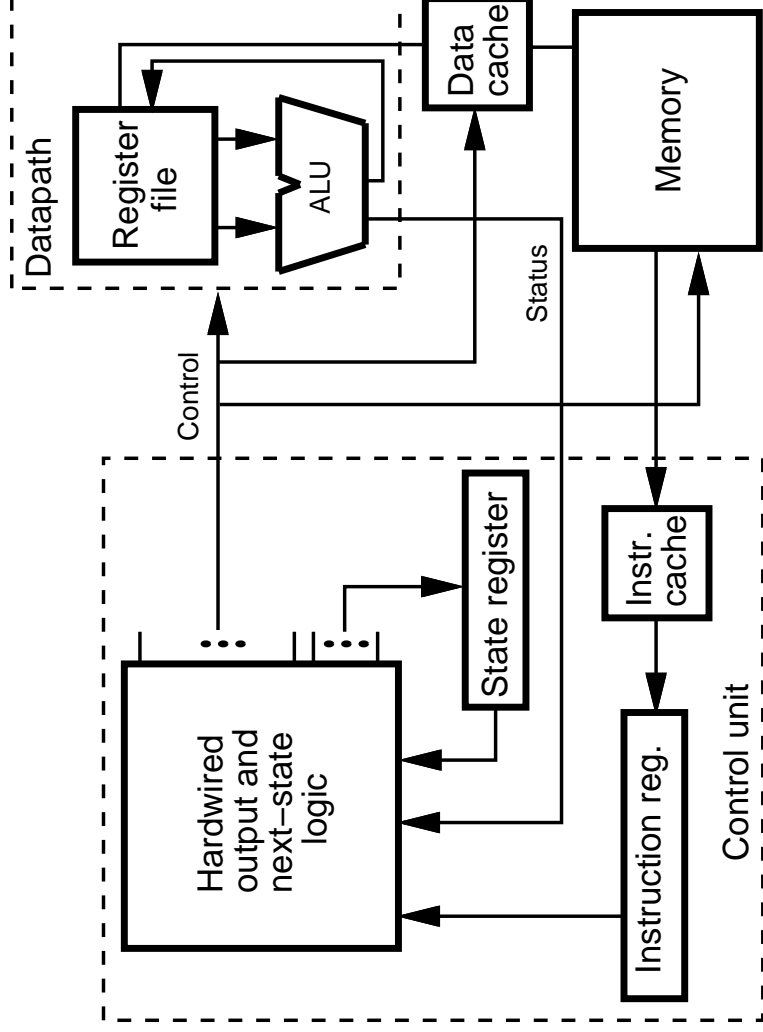 Hardwired
output and
next–state
logic
Control
Datapath
Register
file
ALU
State register
Status
Data
cache
Instruction reg.
Instr.
cache
Memory
Control unit